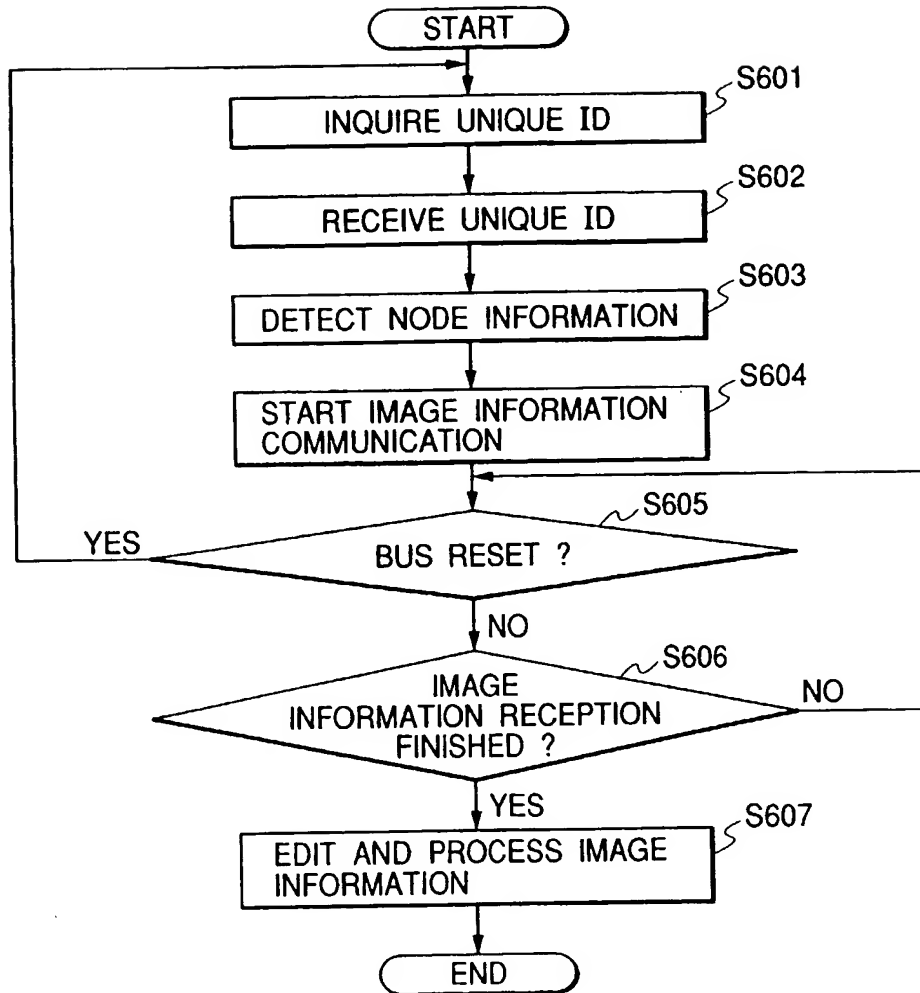 START
S601
INQUIRE UNIQUE ID
S602
RECEIVE UNIQUE ID
S603
DETECT NODE INFORMATION
S604
START IMAGE INFORMATION
COMMUNICATION
S605
YES
BUS RESET ?
NO
S606
IMAGE
INFORMATION RECEPTION
FINISHED ?
NO
YES
S607
EDIT AND PROCESS IMAGE
INFORMATION
END